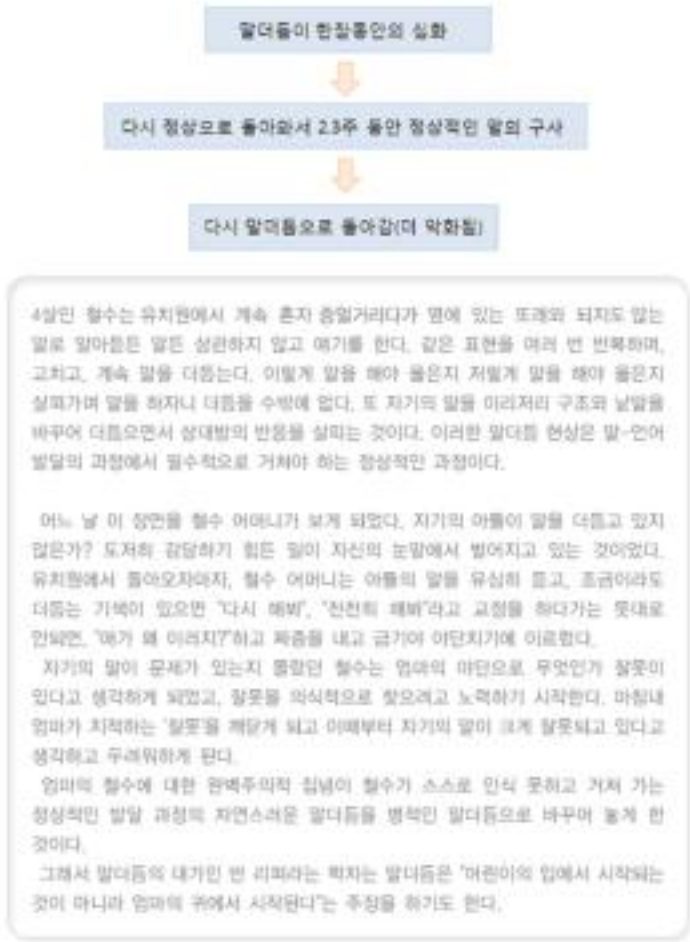 말더듬이 한참동안의 심화
다시 정상으로 돌아와서 2.3주 동안 정상적인 말의 구사
다시 말더듬으로 돌아감(더 악화됨)
4살인 철수는 유치원에서 계속 혼자 중얼거리다가 옆에 있는 또래와 되지도 않는
말로 알아듣든 말든 상관하지 않고 얘기를 한다. 같은 표현을 여러 번 반복하며,
고치고, 계속 말을 더듬는다. 이렇게 말을 해야 옳은지 저렇게 말을 해야 옳은지
살펴가며 말을 하자니 더듬을 수밖에 없다. 또 자기의 말을 이리저리 구조와 낱말을
바꾸어 더듬으면서 상대방의 반응을 살피는 것이다. 이러한 말더듬 현상은 말-언어
발달의 과정에서 필수적으로 거쳐야 하는 정상적인 과정이다.
어느 날 이 장면을 철수 어머니가 보게 되었다. 자기의 아들이 말을 더듬고 있지
않은가? 도저히 감당하기 힘든 일이 자신의 눈앞에서 벌어지고 있는 것이었다.
유치원에서 돌아오자마자, 철수 어머니는 아들의 말을 유심히 듣고, 조금이라도
더듬는 기색이 있으면 "다시 해봐", "천천히 해봐"라고 교정을 하다가는 뜻대로
안되면, "얘가 왜 이러지?"하고 짜증을 내고 급기야 야단치기에 이르렀다.
자기의 말이 문제가 있는지 몰랐던 철수는 엄마의 야단으로 무엇인가 잘못이
있다고 생각하게 되었고, 잘못을 의식적으로 찾으려고 노력하기 시작한다. 마침내
엄마가 지적하는 '잘못'을 깨닫게 되고 이때부터 자기의 말이 크게 잘못되고 있다고
생각하고 두려워하게 된다.
엄마의 철수에 대한 완벽주의적 집념이 철수가 스스로 인식 못하고 거쳐 가는
정상적인 발달 과정의 자연스러운 말더듬을 병적인 말더듬으로 바꾸어 놓게 한
것이다.
그래서 말더듬의 대가인 반 리퍼라는 학자는 말더듬은 "어린이의 입에서 시작되는
것이 아니라 엄마의 귀에서 시작된다"는 주장을 하기도 한다.